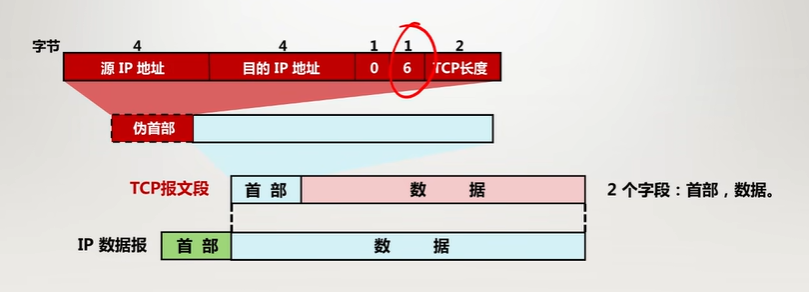 字节 4 4 1 1 2
源 IP 地址 目的 IP 地址 0 6 TCP长度
伪首部
TCP报文段 首 部 数 据 2 个字段：首部，数据。
IP 数据报 首 部 数 据